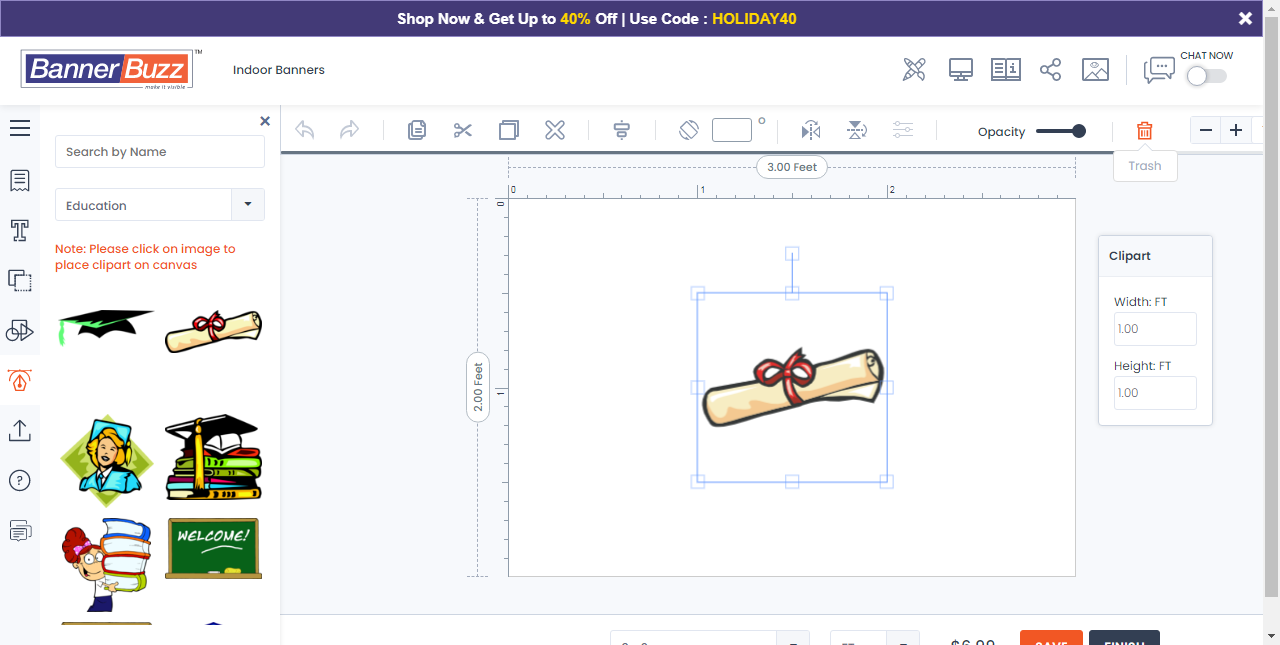 Shop Now & Get Up to 40% Off | Use Code : HOLIDAY40
BannerBuzz™
make it visible
Indoor Banners
CHAT NOW
Search by Name
Education
Note: Please click on image to
place clipart on canvas
WELCOME!
Opacity
Trash
3.00 Feet
0 1 2
0
2.00 Feet
1
Clipart
Width: FT
1.00
Height: FT
1.00